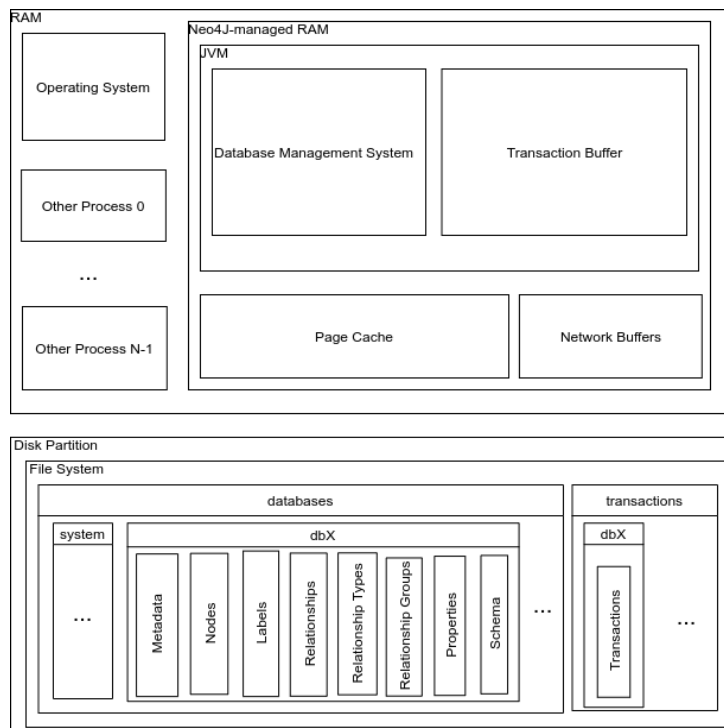 RAM
Neo4J-managed RAM
JVM
Operating System
Database Management System
Transaction Buffer
Other Process 0
...
Other Process N-1
Page Cache
Network Buffers
Disk Partition
File System
databases
transactions
system
dbX
dbX
...
Metadata
Nodes
Labels
Relationships
Relationship Types
Relationship Groups
Properties
Schema
...
Transactions
...